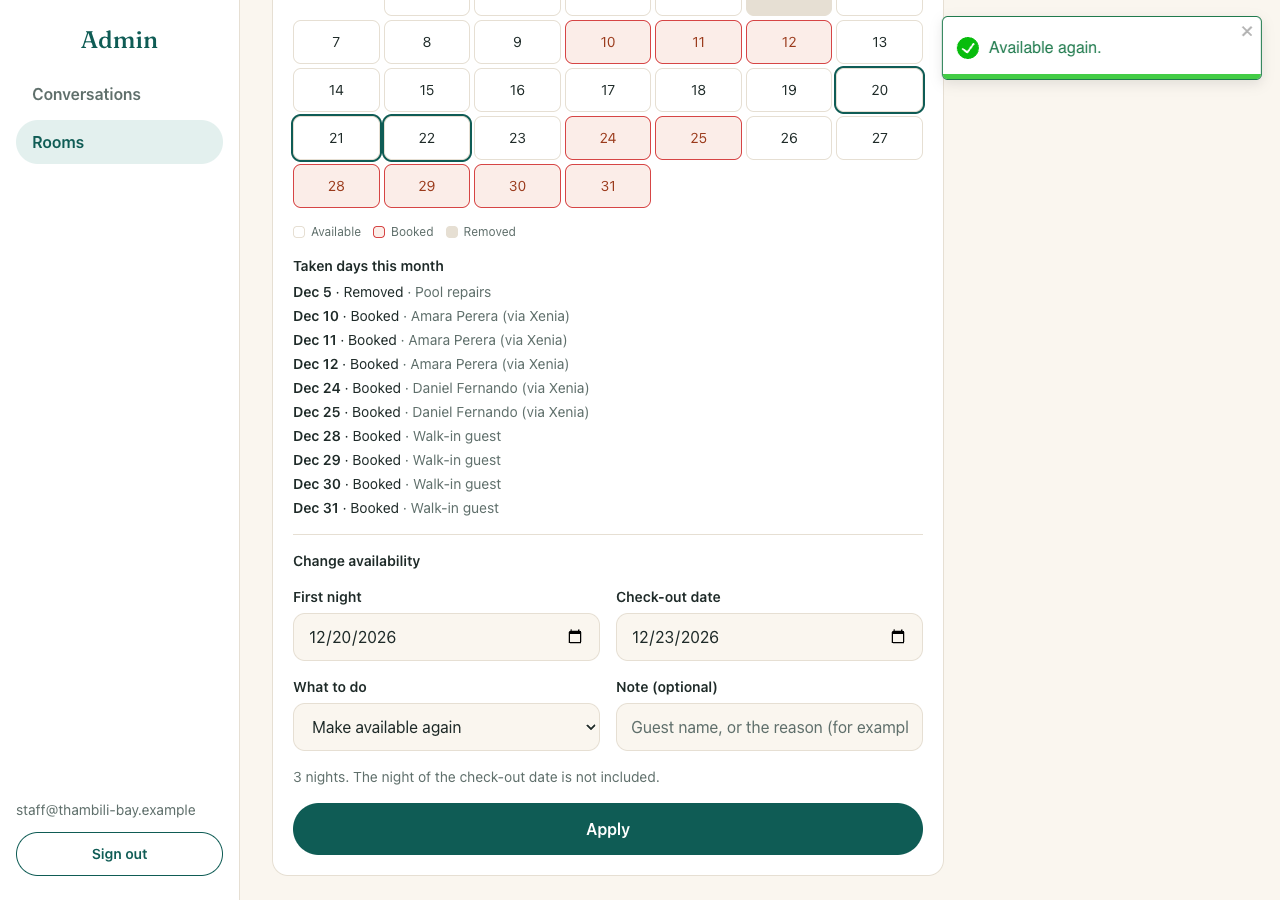 Admin
Conversations
Rooms
staff@thambili-bay.example
Sign out
7 8 9 10 11 12 13
14 15 16 17 18 19 20
21 22 23 24 25 26 27
28 29 30 31
Available Booked Removed
Taken days this month
Dec 5 · Removed · Pool repairs
Dec 10 · Booked · Amara Perera (via Xenia)
Dec 11 · Booked · Amara Perera (via Xenia)
Dec 12 · Booked · Amara Perera (via Xenia)
Dec 24 · Booked · Daniel Fernando (via Xenia)
Dec 25 · Booked · Daniel Fernando (via Xenia)
Dec 28 · Booked · Walk-in guest
Dec 29 · Booked · Walk-in guest
Dec 30 · Booked · Walk-in guest
Dec 31 · Booked · Walk-in guest
Change availability
First night Check-out date
12/20/2026 12/23/2026
What to do Note (optional)
Make available again Guest name, or the reason (for exampl
3 nights. The night of the check-out date is not included.
Apply
Available again.